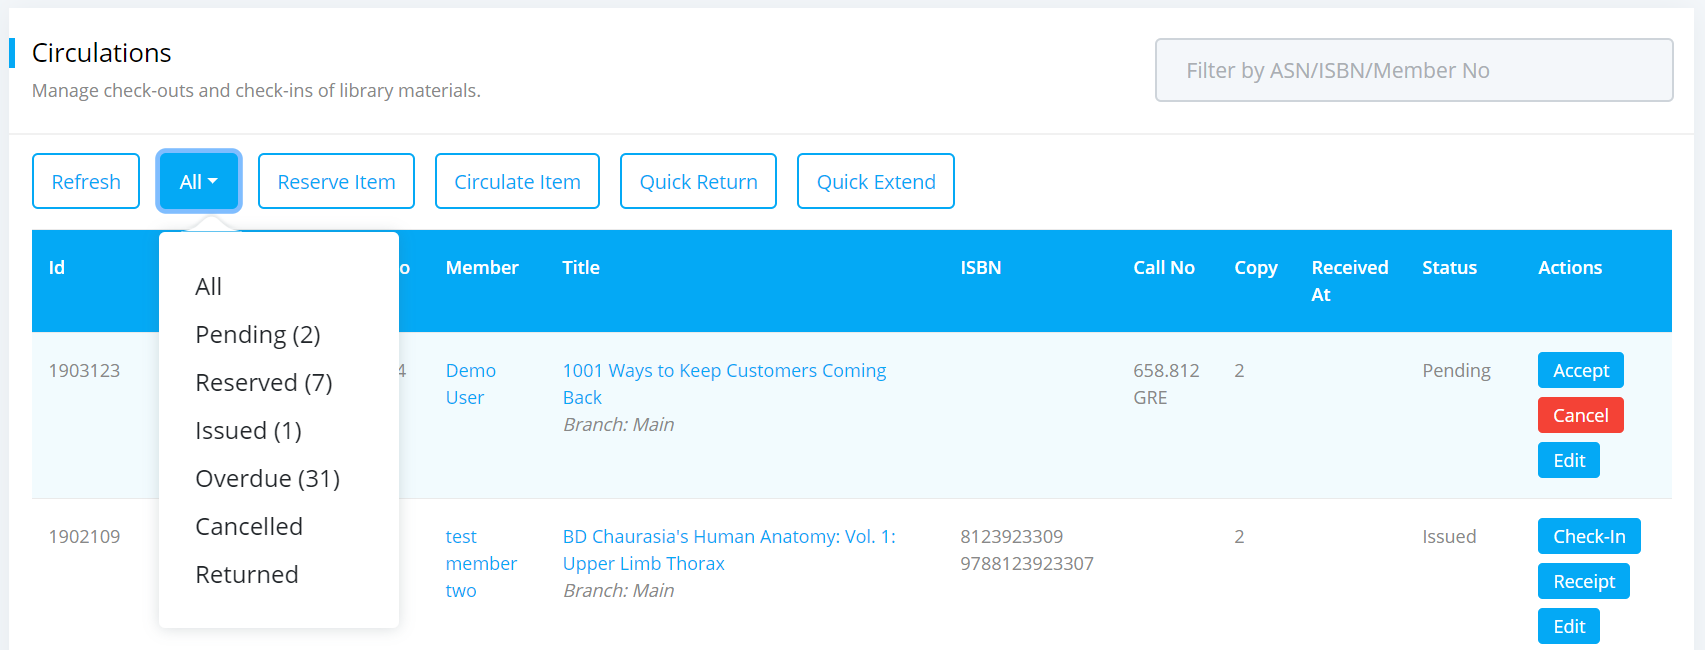 Circulations
Manage check-outs and check-ins of library materials.
Filter by ASN/ISBN/Member No
Refresh
All
Reserve Item
Circulate Item
Quick Return
Quick Extend
All
Pending (2)
Reserved (7)
Issued (1)
Overdue (31)
Cancelled
Returned
Id
Member
Title
ISBN
Call No
Copy
Received
At
Status
Actions
1903123
Demo
User
1001 Ways to Keep Customers Coming
Back
Branch: Main
658.812
GRE
2
Pending
Accept
Cancel
Edit
1902109
test
member
two
BD Chaurasia's Human Anatomy: Vol. 1:
Upper Limb Thorax
Branch: Main
8123923309
9788123923307
2
Issued
Check-In
Receipt
Edit